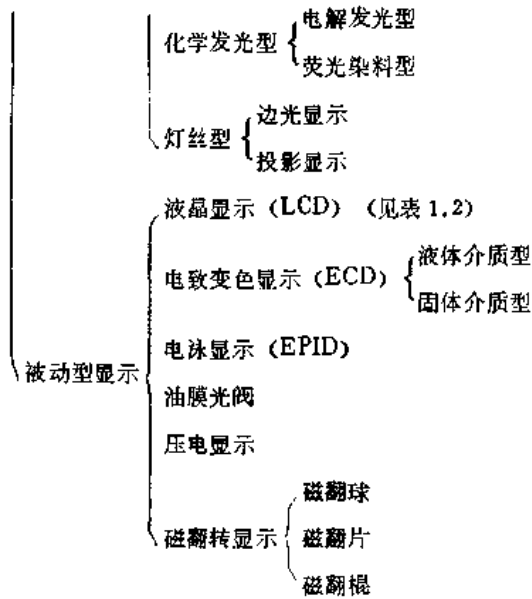 电解发光型
化学发光型
荧光染料型
边光显示
灯丝型
投影显示
液晶显示（LCD）（见表 1.2）
液体介质型
电致变色显示（ECD）
固体介质型
电泳显示（EPID）
被动型显示
油膜光阀
压电显示
磁翻球
磁翻转显示
磁翻片
磁翻棍